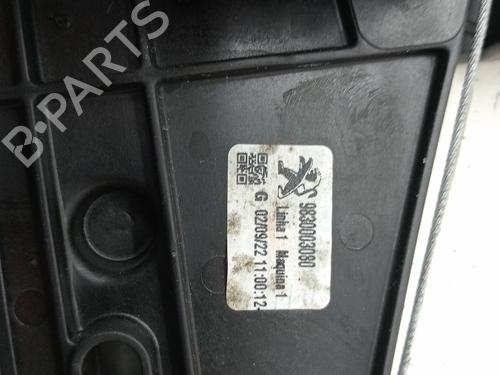 B-PARTS
9830003080
Linha 1 Maquina 1
G 02/09/22 11:00:12-